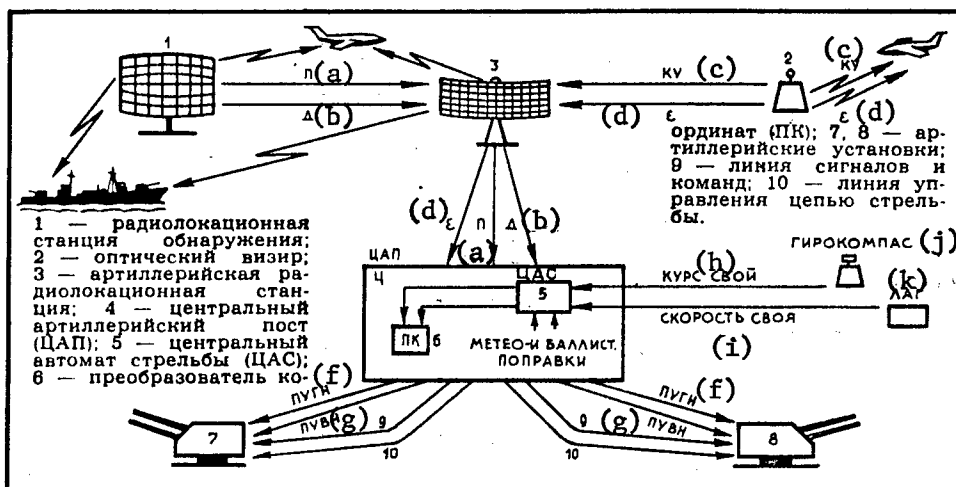 1
П (a)
Д (b)
3
КУ (c)
ε (d)
2
КУ (c)
ε (d)
ордина́т (ПК); 7, 8 — ар-
тиллерийские установки;
9 — линия сигналов и
команд; 10 — линия уп-
равления цепью стрель-
бы.
1 — радиолокационная
станция обнаружения;
2 — оптический визир;
3 — артиллерийская ра-
диолокационная стан-
ция; 4 — центральный
артиллерийский пост
(ЦАП); 5 — центральный
автомат стрельбы (ЦАС);
6 — преобразователь ко-
(d) ε П (a) Д (b)
ЦАП
Ч
ЦАС
5
ПК б
МЕТЕО-И БАЛЛИСТ.
ПОПРАВКИ
(h)
КУРС СВОЙ
ГИРОКОМПАС (j)
(k)
ЛАГ
СКОРОСТЬ СВОЯ
(i)
(f)
ПУГН
ПУВН (g)
9
10
7
(f)
ПУГН
9 (g) ПУВН
10
8